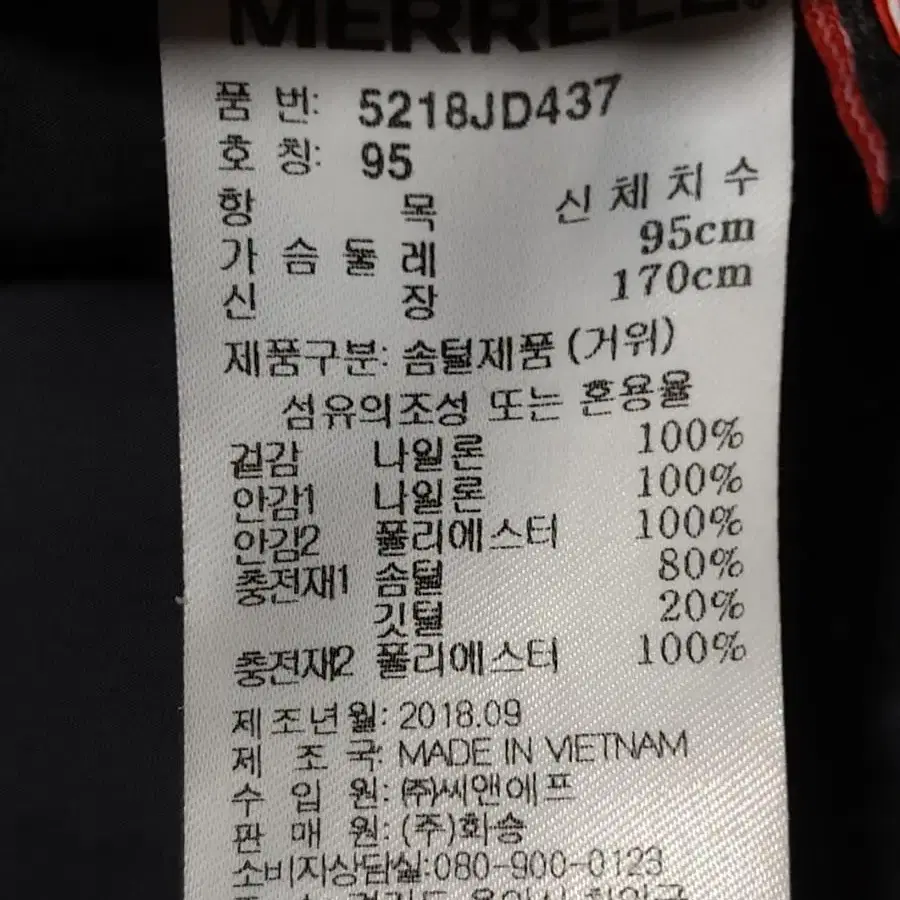 MERRELL
품 번: 5218JD437
호 칭: 95
항 목 신체치수
가슴둘레 95cm
신 장 170cm
제품구분: 솜털제품 (거위)
섬유의조성 또는 혼용율
겉감 나일론 100%
안감1 나일론 100%
안감2 폴리에스터 100%
충전재1 솜털 80%
깃털 20%
충전재2 폴리에스터 100%
제조년월: 2018.09
제 조 국: MADE IN VIETNAM
수 입 원: (주)씨앤에프
판 매 원: (주)화승
소비자상담실:080-900-0123